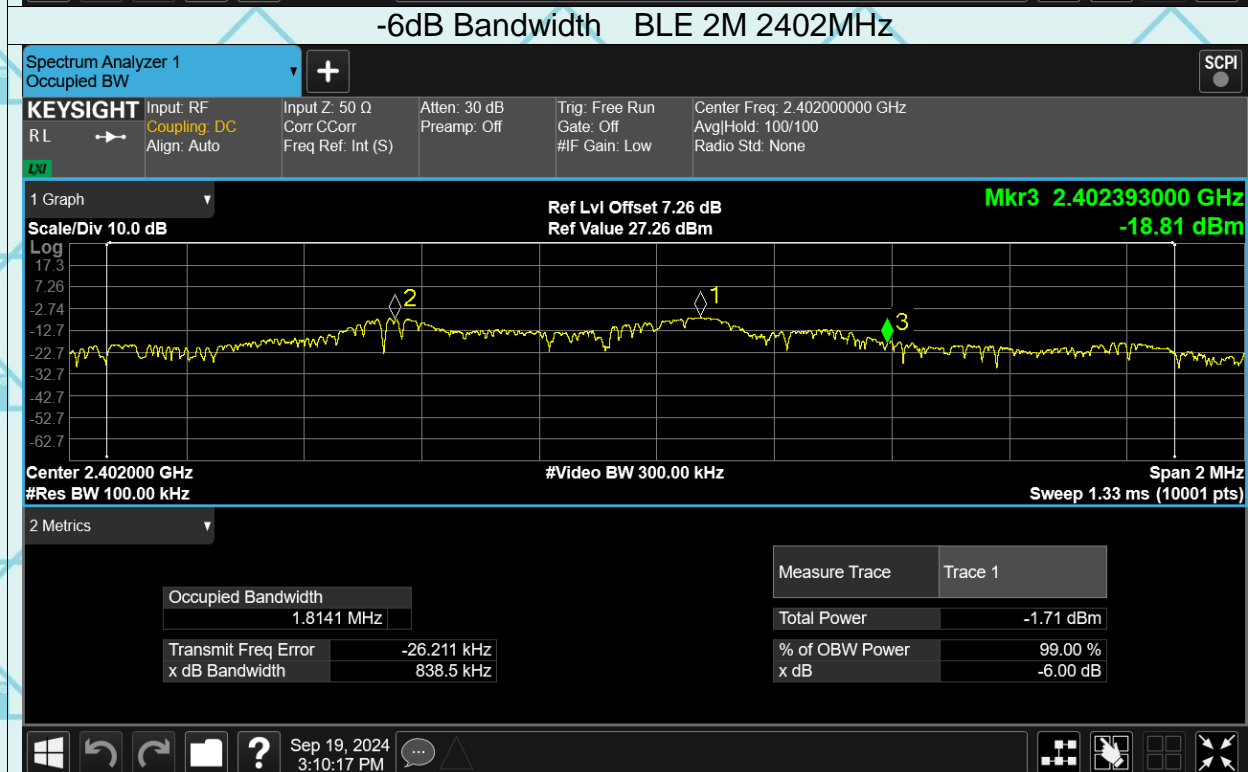 -6dB Bandwidth BLE 2M 2402MHz
Spectrum Analyzer 1
Occupied BW
+
SCPI
KEYSIGHT Input: RF Input Z: 50 Ω Atten: 30 dB Trig: Free Run Center Freq: 2.402000000 GHz
RL Coupling: DC Corr CCorr Preamp: Off Gate: Off Avg|Hold: 100/100
Align: Auto Freq Ref: Int (S) #IF Gain: Low Radio Std: None
LXI
1 Graph
Ref Lvl Offset 7.26 dB Mkr3 2.402393000 GHz
Scale/Div 10.0 dB Ref Value 27.26 dBm -18.81 dBm
Log
17.3
7.26
-2.74
-12.7
-22.7
-32.7
-42.7
-52.7
-62.7
2
1
3
Center 2.402000 GHz #Video BW 300.00 kHz Span 2 MHz
#Res BW 100.00 kHz Sweep 1.33 ms (10001 pts)
2 Metrics
Measure Trace Trace 1
Occupied Bandwidth
1.8141 MHz Total Power -1.71 dBm
Transmit Freq Error -26.211 kHz % of OBW Power 99.00 %
x dB Bandwidth 838.5 kHz x dB -6.00 dB
? Sep 19, 2024
3:10:17 PM